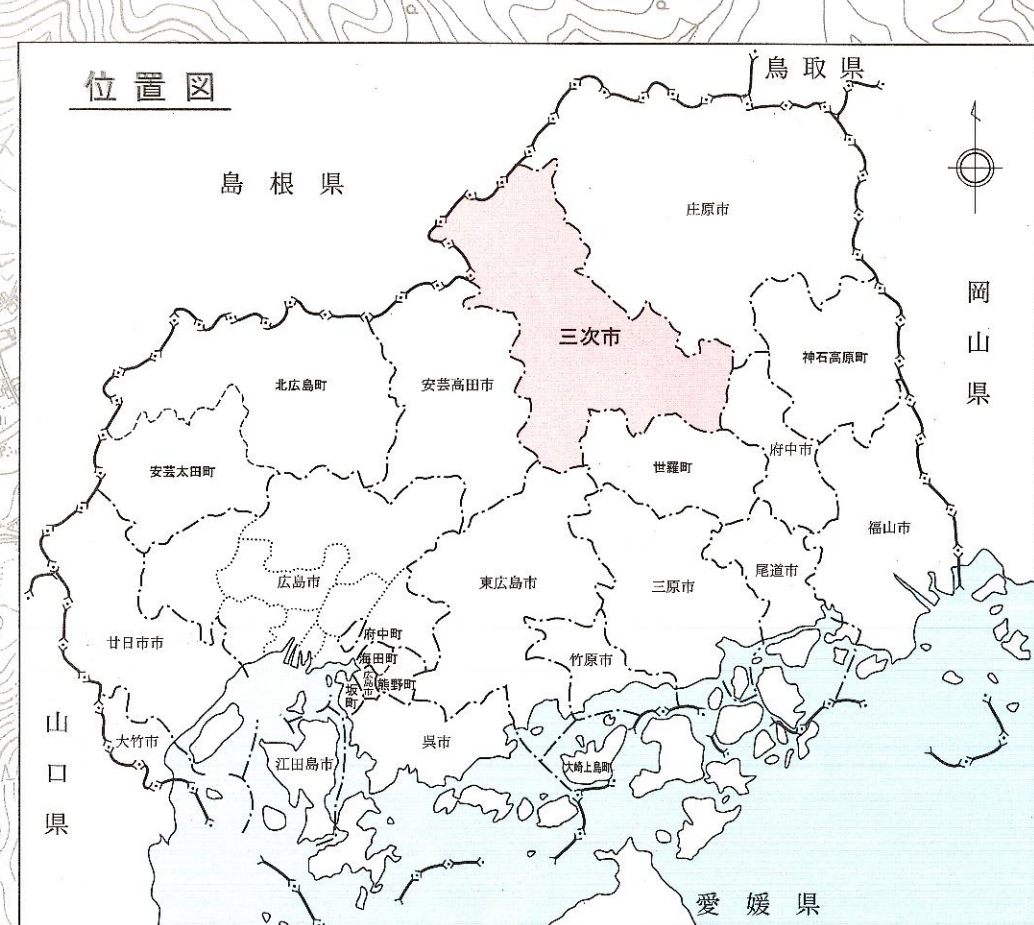 位置図
鳥取県
島根県
庄原市
岡山県
三次市
神石高原町
北広島町
安芸高田市
府中市
安芸太田町
世羅町
福山市
広島市
東広島市
三原市
尾道市
府中町
廿日市市
海田町
竹原市
広島市
熊野町
坂町
山口県
大竹市
呉市
江田島市
大崎上島町
愛媛県